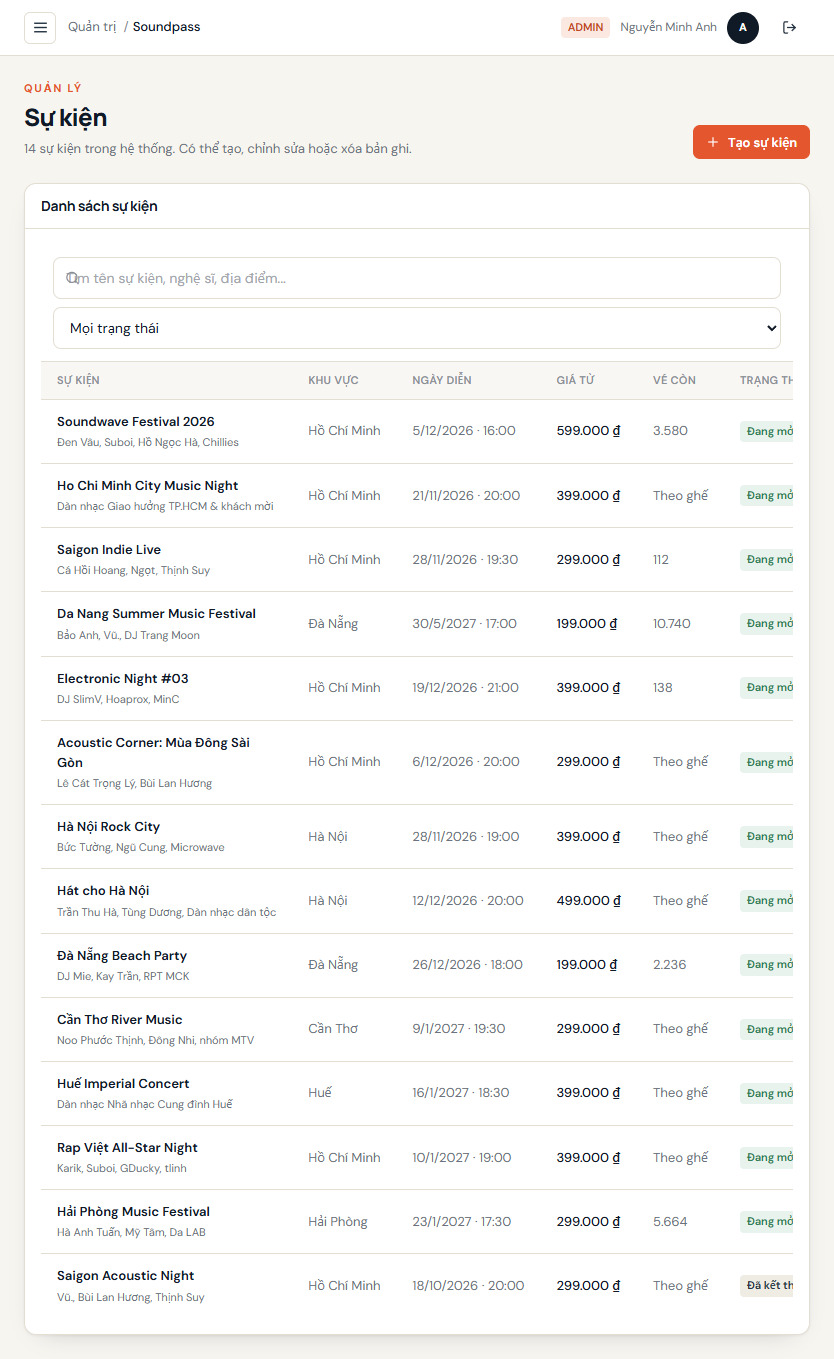 Quản trị / Soundpass
ADMIN Nguyễn Minh Anh A
QUẢN LÝ
Sự kiện
14 sự kiện trong hệ thống. Có thể tạo, chỉnh sửa hoặc xóa bản ghi.
+ Tạo sự kiện
Danh sách sự kiện
Tìm tên sự kiện, nghệ sĩ, địa điểm...
Mọi trạng thái
SỰ KIỆN KHU VỰC NGÀY DIỄN GIÁ TỪ VÉ CÒN TRẠNG TH
Soundwave Festival 2026
Đen Vâu, Suboi, Hồ Ngọc Hà, Chillies
Hồ Chí Minh 5/12/2026 · 16:00 599.000 ₫ 3.580 Đang mở
Ho Chi Minh City Music Night
Dàn nhạc Giao hưởng TP.HCM & khách mời
Hồ Chí Minh 21/11/2026 · 20:00 399.000 ₫ Theo ghế Đang mở
Saigon Indie Live
Cá Hồi Hoang, Ngọt, Thịnh Suy
Hồ Chí Minh 28/11/2026 · 19:30 299.000 ₫ 112 Đang mở
Da Nang Summer Music Festival
Bảo Anh, Vũ., DJ Trang Moon
Đà Nẵng 30/5/2027 · 17:00 199.000 ₫ 10.740 Đang mở
Electronic Night #03
DJ SlimV, Hoaprox, MinC
Hồ Chí Minh 19/12/2026 · 21:00 399.000 ₫ 138 Đang mở
Acoustic Corner: Mùa Đông Sài
Gòn
Lê Cát Trọng Lý, Bùi Lan Hương
Hồ Chí Minh 6/12/2026 · 20:00 299.000 ₫ Theo ghế Đang mở
Hà Nội Rock City
Bức Tường, Ngũ Cung, Microwave
Hà Nội 28/11/2026 · 19:00 399.000 ₫ Theo ghế Đang mở
Hát cho Hà Nội
Trần Thu Hà, Tùng Dương, Dàn nhạc dân tộc
Hà Nội 12/12/2026 · 20:00 499.000 ₫ Theo ghế Đang mở
Đà Nẵng Beach Party
DJ Mie, Kay Trần, RPT MCK
Đà Nẵng 26/12/2026 · 18:00 199.000 ₫ 2.236 Đang mở
Cần Thơ River Music
Noo Phước Thịnh, Đông Nhi, nhóm MTV
Cần Thơ 9/1/2027 · 19:30 299.000 ₫ Theo ghế Đang mở
Huế Imperial Concert
Dàn nhạc Nhã nhạc Cung đình Huế
Huế 16/1/2027 · 18:30 399.000 ₫ Theo ghế Đang mở
Rap Việt All-Star Night
Karik, Suboi, GDucky, tlinh
Hồ Chí Minh 10/1/2027 · 19:00 399.000 ₫ Theo ghế Đang mở
Hải Phòng Music Festival
Hà Anh Tuấn, Mỹ Tâm, Da LAB
Hải Phòng 23/1/2027 · 17:30 299.000 ₫ 5.664 Đang mở
Saigon Acoustic Night
Vũ., Bùi Lan Hương, Thịnh Suy
Hồ Chí Minh 18/10/2026 · 20:00 299.000 ₫ Theo ghế Đã kết th